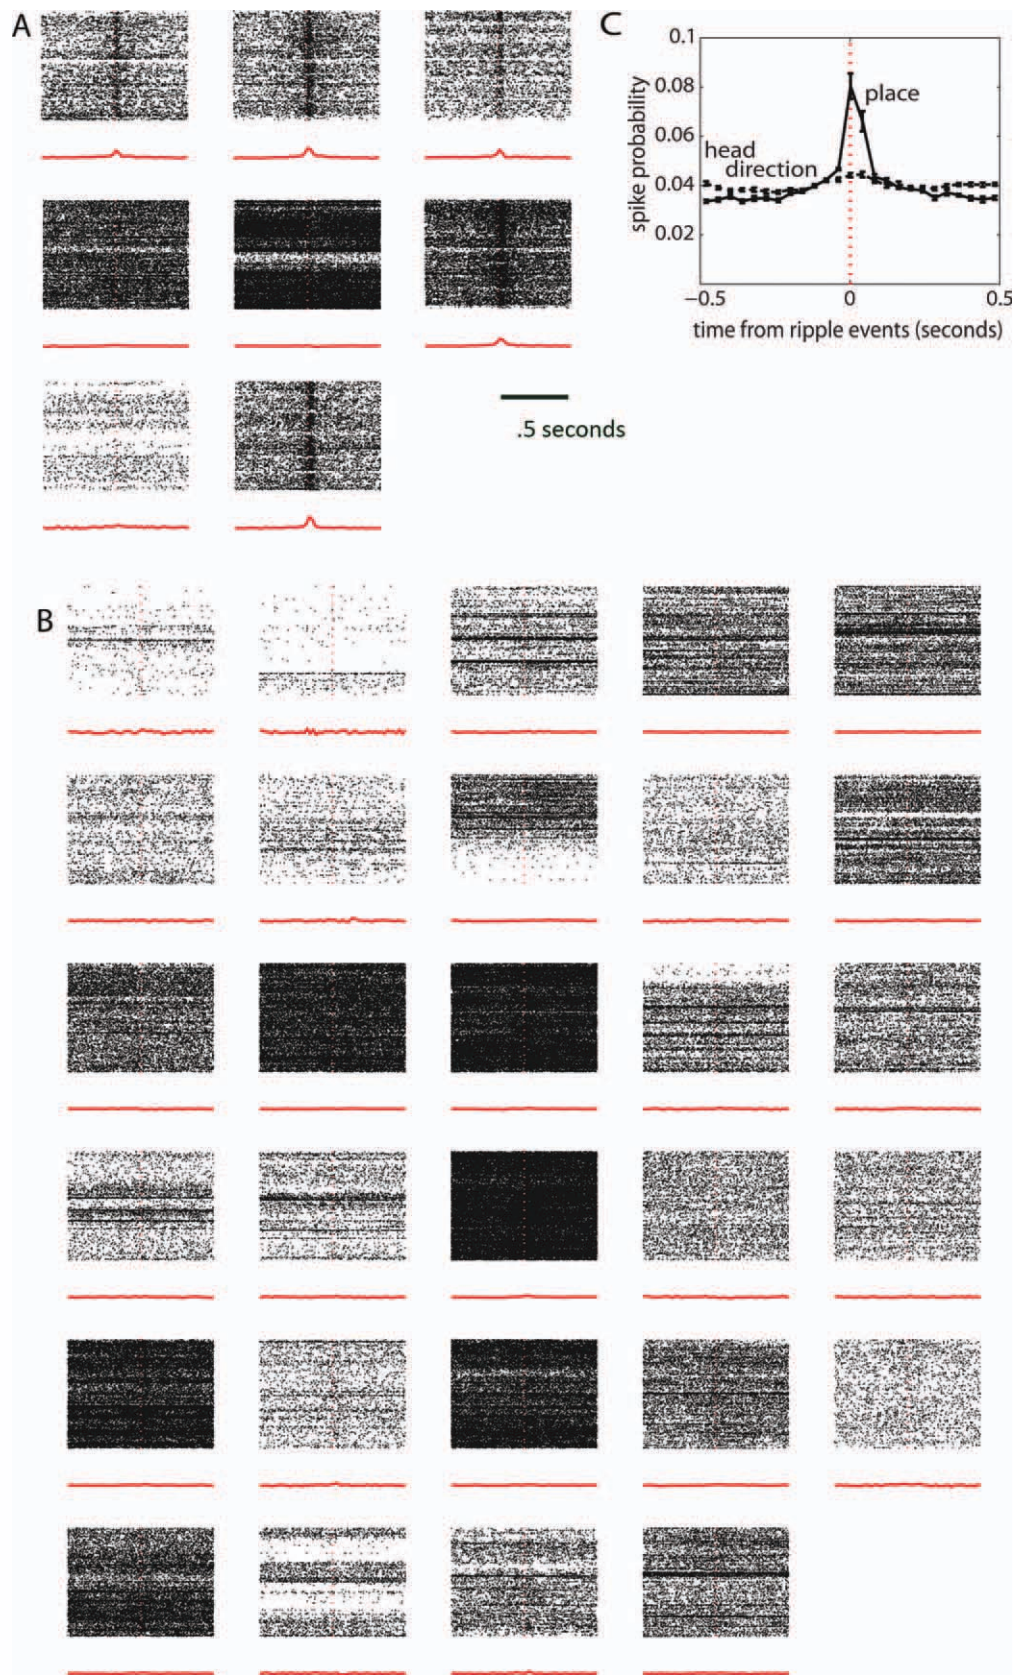 A
C
0.1
0.08
place
0.06
head
direction
0.04
0.02
spike probability
−0.5
0
0.5
time from ripple events (seconds)
.5 seconds
B